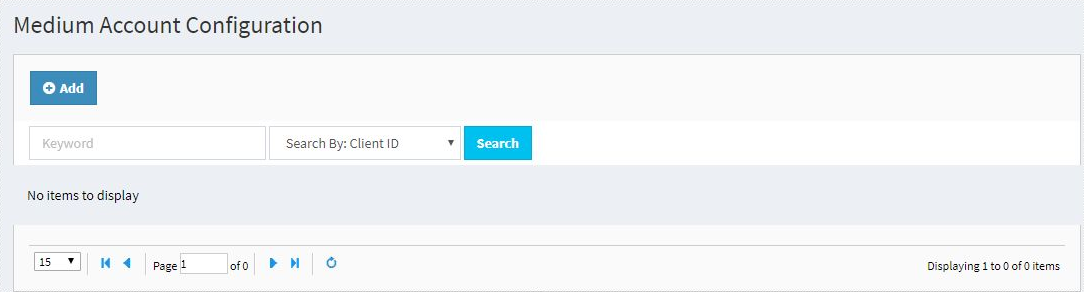 Medium Account Configuration
Add
Keyword Search By: Client ID Search
No items to display
15 Page 1 of 0 Displaying 1 to 0 of 0 items